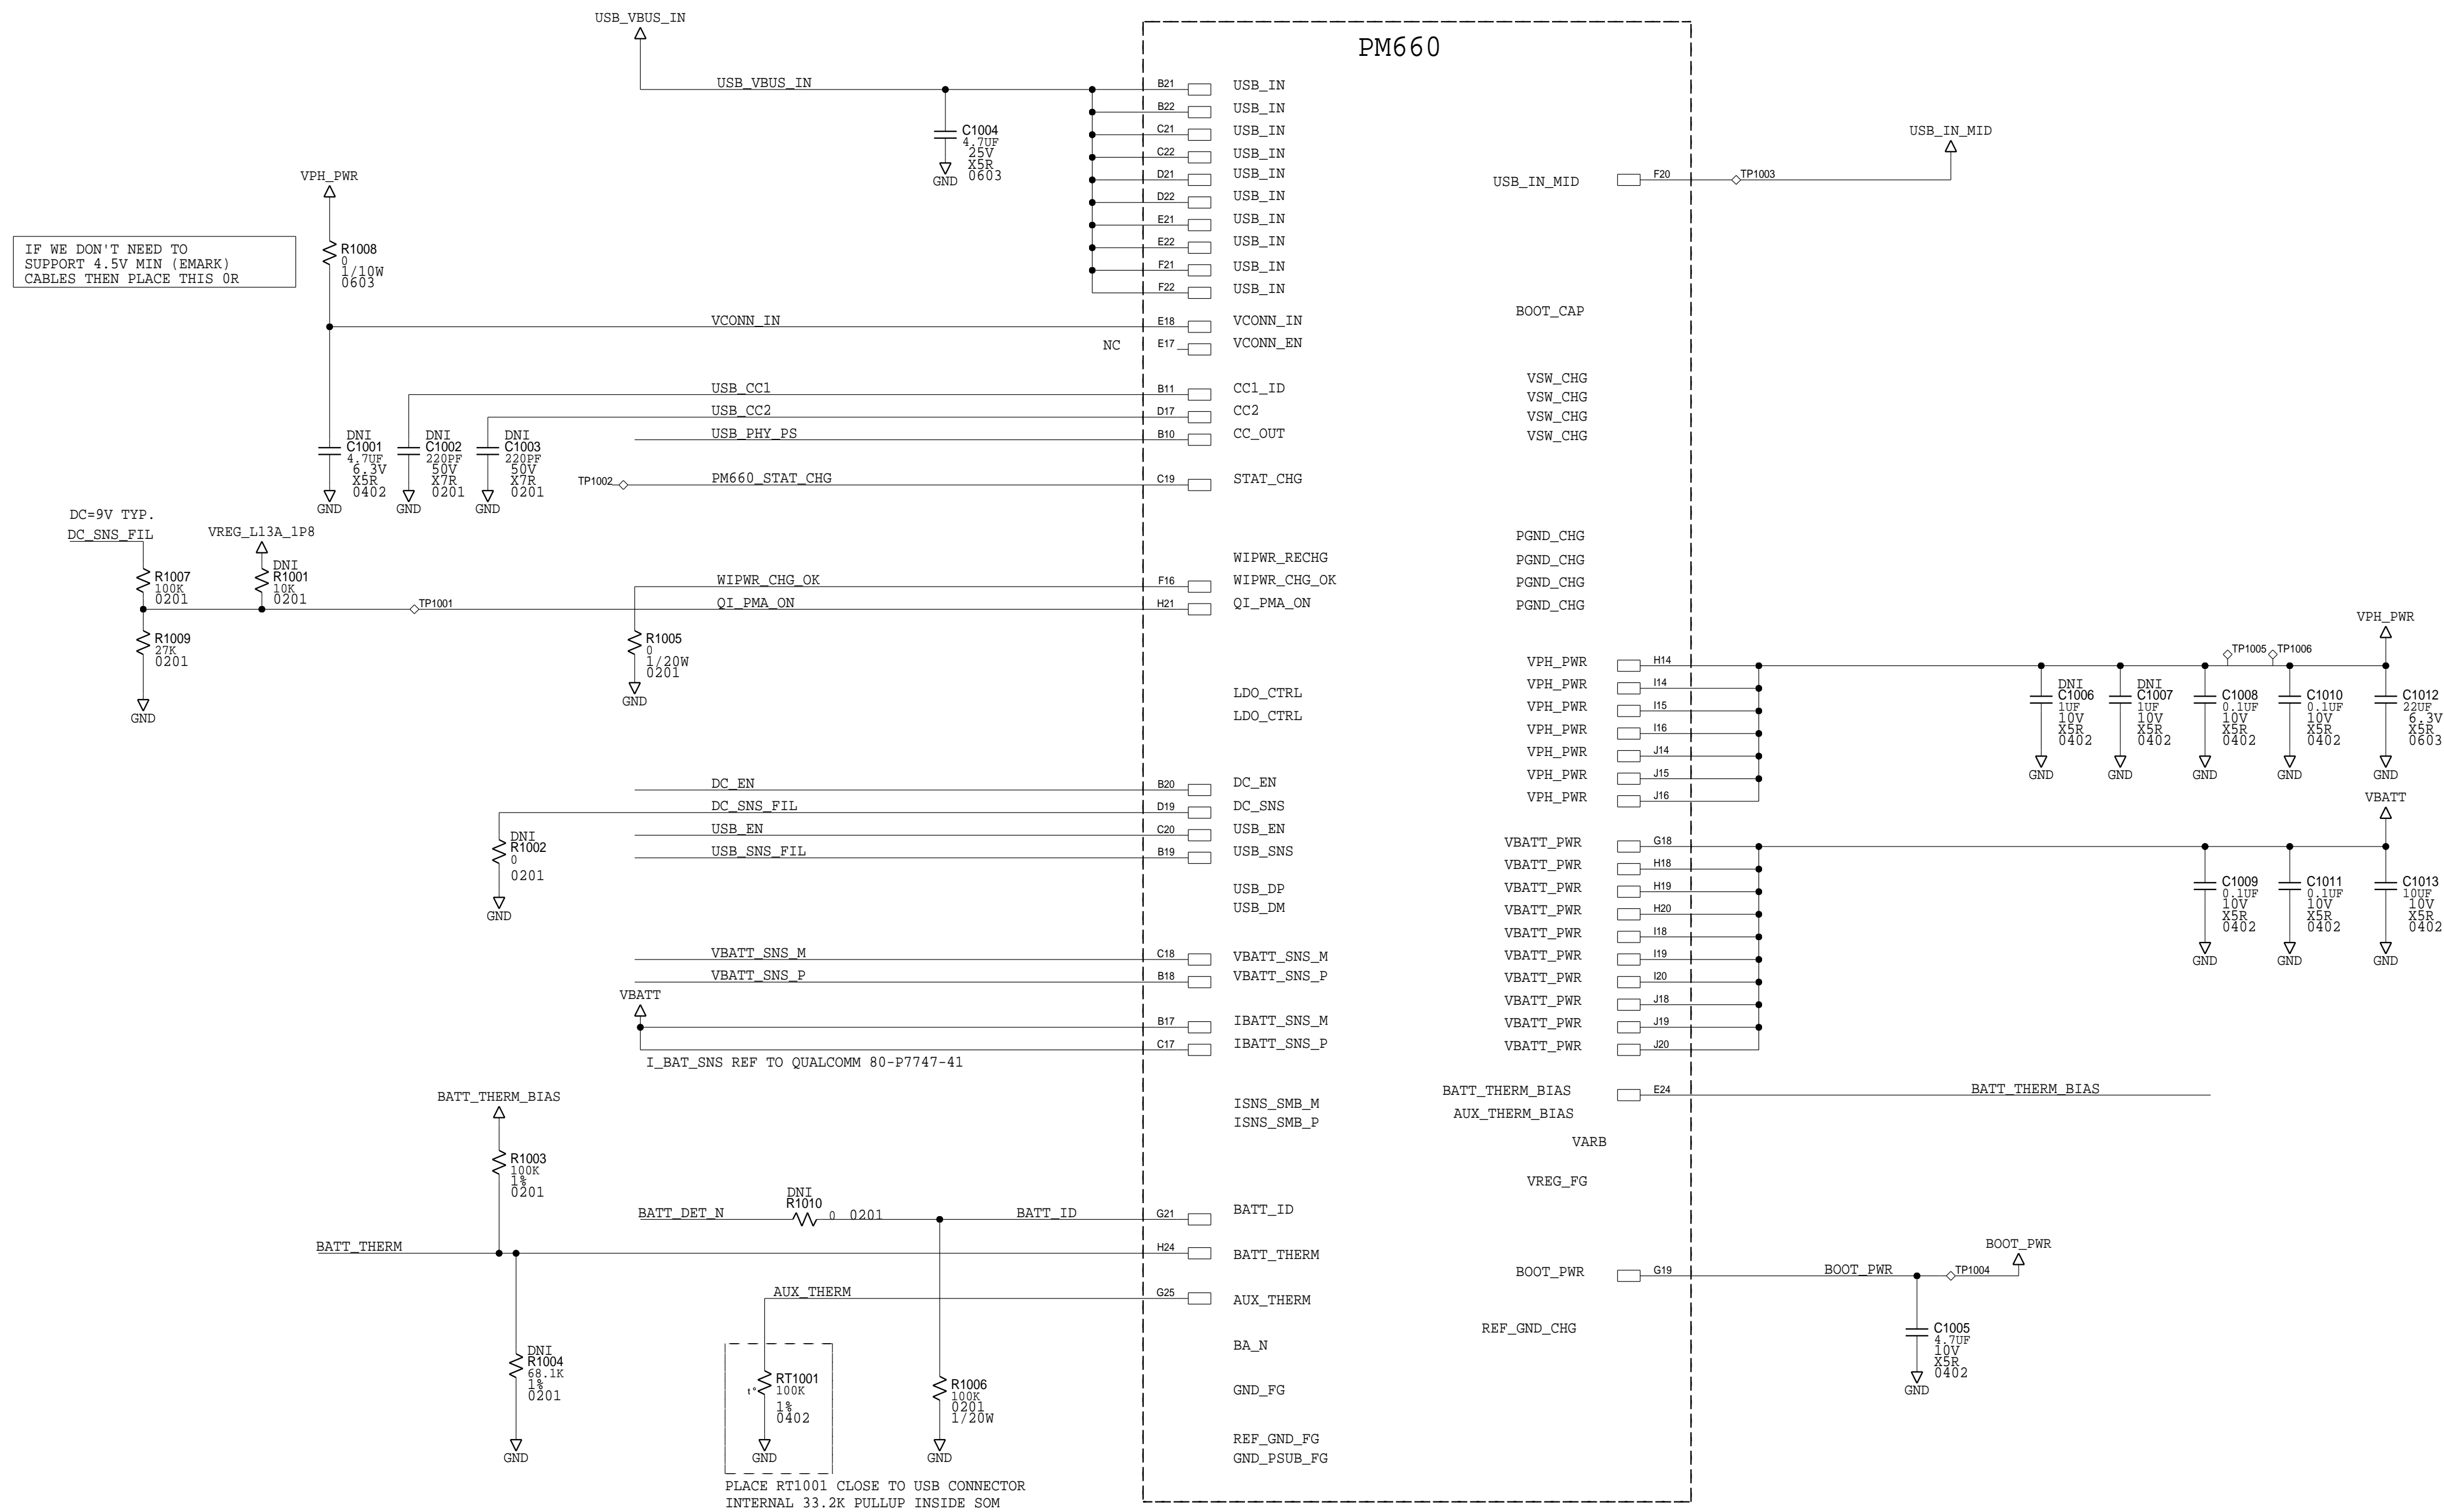 USB_VBUS_IN
PM660
USB_VBUS_IN
B21 USB_IN
B22 USB_IN
C21 USB_IN
C22 USB_IN
D21 USB_IN
D22 USB_IN
E21 USB_IN
E22 USB_IN
F21 USB_IN
F22 USB_IN
C1004
4.7UF
25V
X5R
0603
GND
USB_IN_MID
USB_IN_MID F20 TP1003
VPH_PWR
IF WE DON'T NEED TO
SUPPORT 4.5V MIN (EMARK)
CABLES THEN PLACE THIS 0R
R1008
0
1/10W
0603
BOOT_CAP
VCONN_IN E18 VCONN_IN
NC E17 VCONN_EN
VSW_CHG
VSW_CHG
VSW_CHG
VSW_CHG
USB_CC1 B11 CC1_ID
USB_CC2 D17 CC2
USB_PHY_PS B10 CC_OUT
DNI
C1001
4.7UF
6.3V
X5R
0402
GND
DNI
C1002
220PF
50V
X7R
0201
GND
DNI
C1003
220PF
50V
X7R
0201
GND
TP1002 PM660_STAT_CHG C19 STAT_CHG
DC=9V TYP.
DC_SNS_FIL
VREG_L13A_1P8
R1007
100K
0201
DNI
R1001
10K
0201
PGND_CHG
PGND_CHG
PGND_CHG
PGND_CHG
WIPWR_RECHG
WIPWR_CHG_OK F16 WIPWR_CHG_OK
TP1001 QI_PMA_ON H21 QI_PMA_ON
R1009
27K
0201
GND
R1005
0
1/20W
0201
GND
VPH_PWR
TP1005 TP1006
VPH_PWR H14
VPH_PWR I14
VPH_PWR I15
VPH_PWR I16
VPH_PWR J14
VPH_PWR J15
VPH_PWR J16
DNI
C1006
1UF
10V
X5R
0402
GND
DNI
C1007
1UF
10V
X5R
0402
GND
C1008
0.1UF
10V
X5R
0402
GND
C1010
0.1UF
10V
X5R
0402
GND
C1012
22UF
6.3V
X5R
0603
GND
LDO_CTRL
LDO_CTRL
DC_EN B20 DC_EN
DC_SNS_FIL D19 DC_SNS
USB_EN C20 USB_EN
USB_SNS_FIL B19 USB_SNS
DNI
R1002
0
0201
GND
USB_DP
USB_DM
VBATT
VBATT_PWR G18
VBATT_PWR H18
VBATT_PWR H19
VBATT_PWR H20
VBATT_PWR I18
VBATT_PWR I19
VBATT_PWR I20
VBATT_PWR J18
VBATT_PWR J19
VBATT_PWR J20
C1009
0.1UF
10V
X5R
0402
GND
C1011
0.1UF
10V
X5R
0402
GND
C1013
10UF
10V
X5R
0402
GND
VBATT_SNS_M C18 VBATT_SNS_M
VBATT_SNS_P B18 VBATT_SNS_P
VBATT
B17 IBATT_SNS_M
C17 IBATT_SNS_P
I_BAT_SNS REF TO QUALCOMM 80-P7747-41
BATT_THERM_BIAS E24 BATT_THERM_BIAS
AUX_THERM_BIAS
ISNS_SMB_M
ISNS_SMB_P
VARB
VREG_FG
BATT_THERM_BIAS
R1003
100K
1%
0201
BATT_DET_N
DNI
R1010
0 0201
BATT_ID G21 BATT_ID
BATT_THERM H24 BATT_THERM
AUX_THERM G25 AUX_THERM
BOOT_PWR
BOOT_PWR G19 BOOT_PWR TP1004
C1005
4.7UF
10V
X5R
0402
GND
REF_GND_CHG
BA_N
GND_FG
REF_GND_FG
GND_PSUB_FG
DNI
R1004
68.1K
1%
0201
GND
t°
RT1001
100K
1%
0402
GND
R1006
100K
0201
1/20W
GND
PLACE RT1001 CLOSE TO USB CONNECTOR
INTERNAL 33.2K PULLUP INSIDE SOM